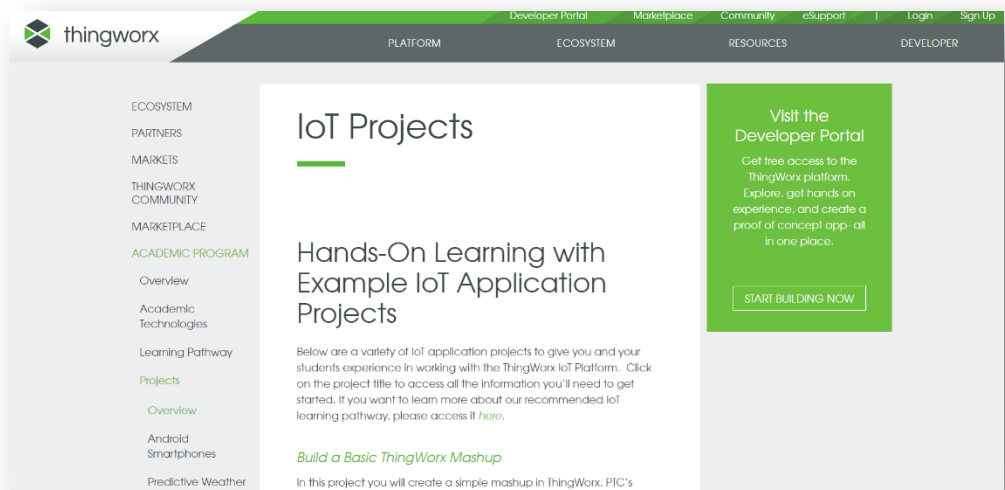 Developer Portal Marketplace Community eSupport | Login Sign Up
thingworx
PLATFORM ECOSYSTEM RESOURCES DEVELOPER
ECOSYSTEM
PARTNERS
MARKETS
THINGWORX
COMMUNITY
MARKETPLACE
ACADEMIC PROGRAM
Overview
Academic
Technologies
Learning Pathway
Projects
Overview
Android
Smartphones
Predictive Weather
IoT Projects
Hands-On Learning with
Example IoT Application
Projects
Below are a variety of IoT application projects to give you and your
students experience in working with the ThingWorx IoT Platform. Click
on the project title to access all the information you'll need to get
started. If you want to learn more about our recommended IoT
learning pathway, please access it here.
Build a Basic ThingWorx Mashup
In this project you will create a simple mashup in ThingWorx, PTC's
Visit the
Developer Portal
Get free access to the
ThingWorx platform.
Explore, get hands on
experience, and create a
proof of concept app- all
in one place.
START BUILDING NOW